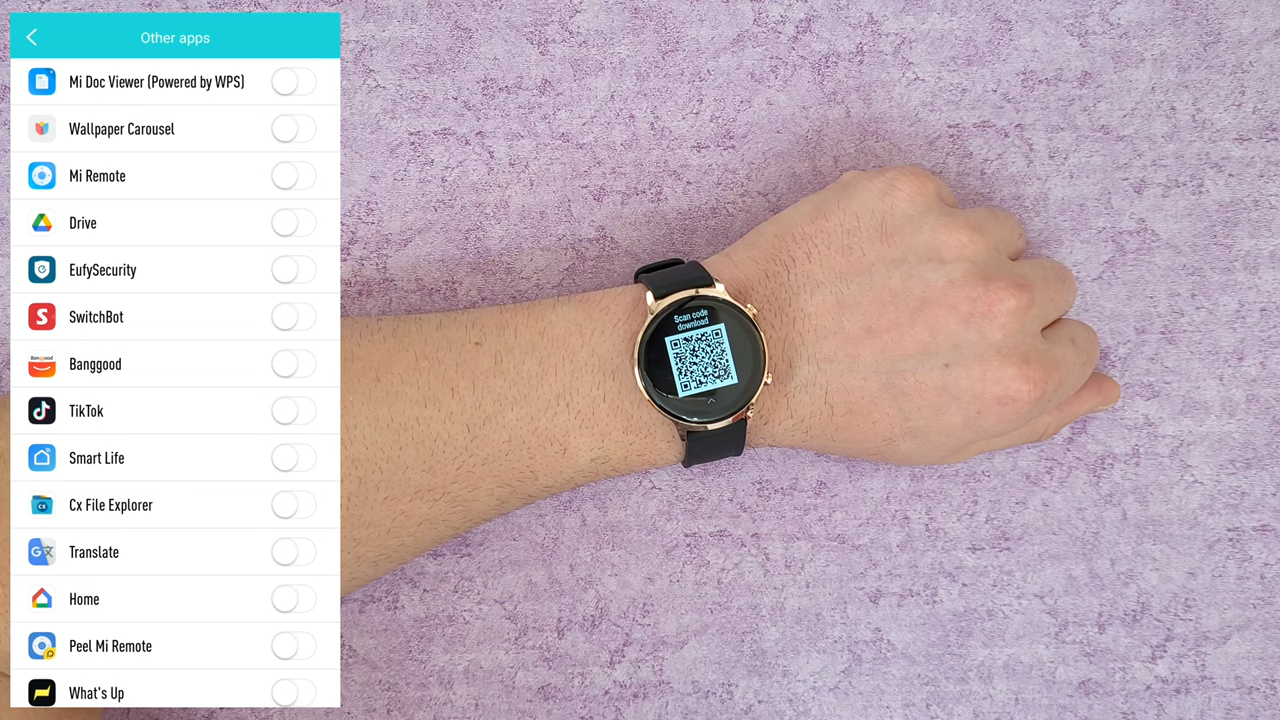 Other apps
Mi Doc Viewer (Powered by WPS)
Wallpaper Carousel
Mi Remote
Drive
EufySecurity
SwitchBot
Banggood
Banggood
TikTok
Smart Life
Cx File Explorer
Translate
Home
Peel Mi Remote
What's Up
Scan code
download